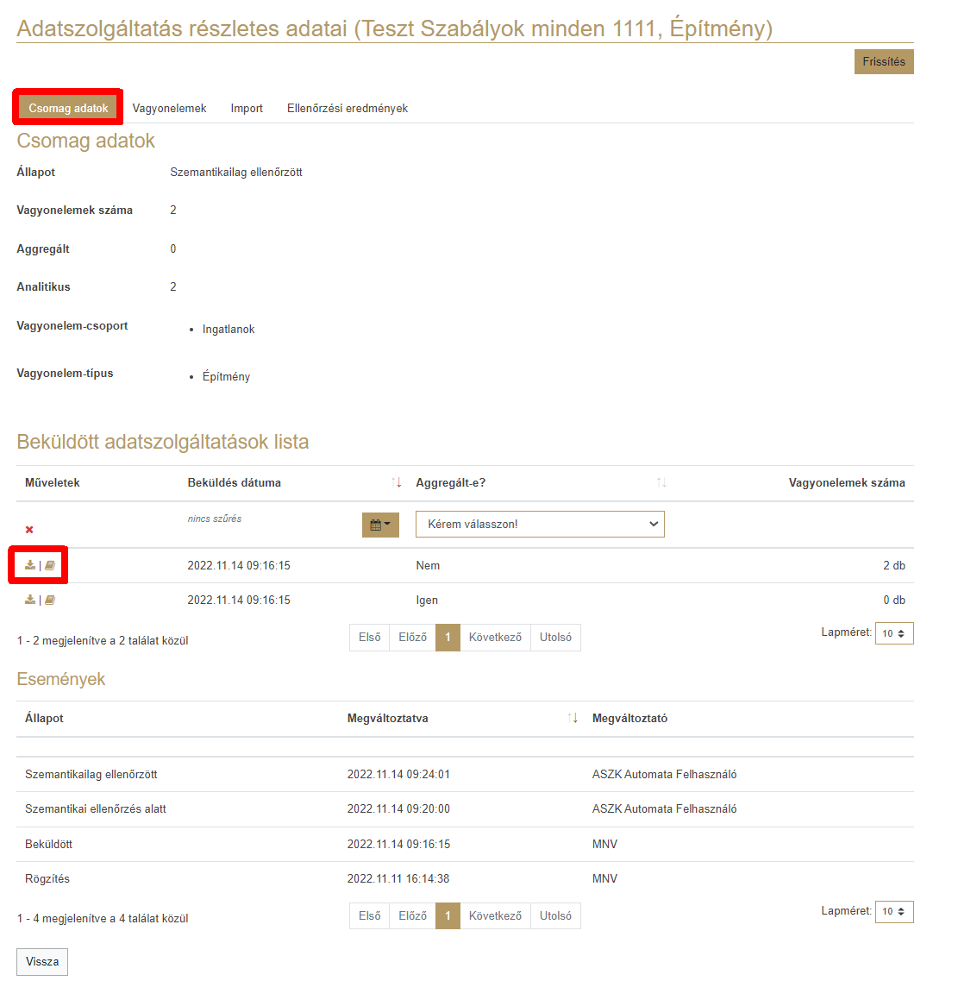 Adatszolgáltatás részletes adatai (Teszt Szabályok minden 1111, Építmény)
Frissítés
Csomag adatok Vagyonelemek Import Ellenőrzési eredmények
Csomag adatok
Állapot Szemantikailag ellenőrzött
Vagyonelemek száma 2
Aggregált 0
Analitikus 2
Vagyonelem-csoport • Ingatlanok
Vagyonelem-típus • Építmény
Beküldött adatszolgáltatások lista
Műveletek Beküldés dátuma Aggregált-e? Vagyonelemek száma
nincs szűrés Kérem válasszon!
| 2022.11.14 09:16:15 Nem 2 db
| 2022.11.14 09:16:15 Igen 0 db
1 - 2 megjelenítve a 2 találat közül Első Előző 1 Következő Utolsó Lapméret: 10
Események
Állapot Megváltoztatva Megváltoztató
Szemantikailag ellenőrzött 2022.11.14 09:24:01 ASZK Automata Felhasználó
Szemantikai ellenőrzés alatt 2022.11.14 09:20:00 ASZK Automata Felhasználó
Beküldött 2022.11.14 09:16:15 MNV
Rögzítés 2022.11.11 16:14:38 MNV
1 - 4 megjelenítve a 4 találat közül Első Előző 1 Következő Utolsó Lapméret: 10
Vissza